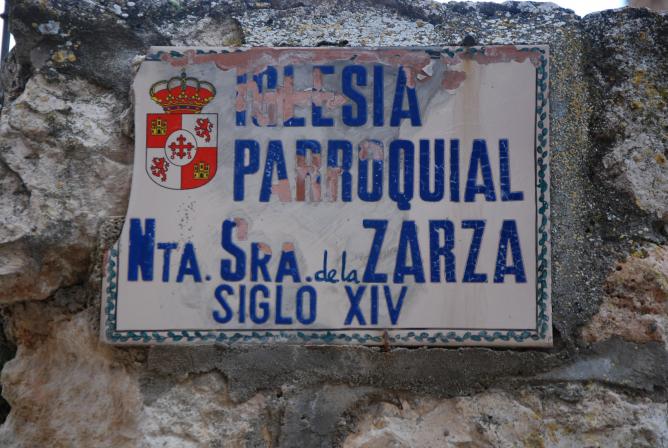 IGLESIA
PARROQUIAL
NTA. SRA. de la ZARZA
SIGLO XIV